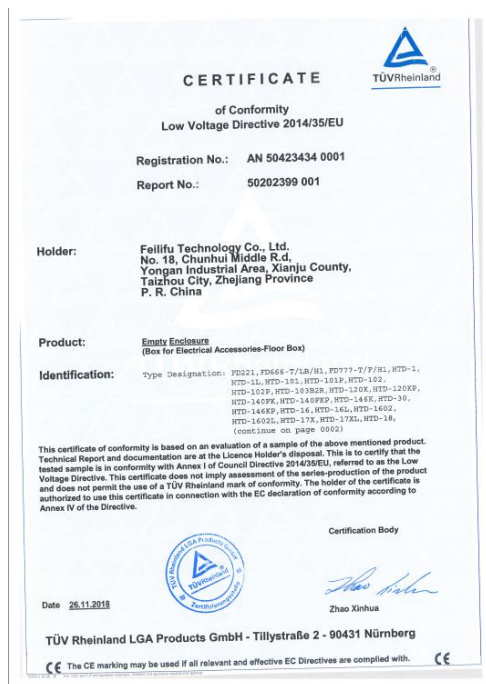 TÜVRheinland
®
CERTIFICATE
of Conformity
Low Voltage Directive 2014/35/EU
Registration No.: AN 50423434 0001
Report No.: 50202399 001
Holder: Feilifu Technology Co., Ltd.
No. 18, Chunhui Middle R.d,
Yongan Industrial Area, Xianju County,
Taizhou City, Zhejiang Province
P. R. China
Product: Empty Enclosure
(Box for Electrical Accessories-Floor Box)
Identification: Type Designation: FD221,FD666-T/LB/H1,FD777-T/F/H1,HTD-1,
HTD-1L,HTD-101,HTD-101P,HTD-102,
HTD-102P,HTD-103B2R,HTD-120K,HTD-120KP,
HTD-140FK,HTD-140FKP,HTD-146K,HTD-30,
HTD-146KP,HTD-16,HTD-16L,HTD-1602,
HTD-1602L,HTD-17X,HTD-17XL,HTD-18,
(continue on page 0002)
This certificate of conformity is based on an evaluation of a sample of the above mentioned product.
Technical Report and documentation are at the Licence Holder's disposal. This is to certify that the
tested sample is in conformity with Annex I of Council Directive 2014/35/EU, referred to as the Low
Voltage Directive. This certificate does not imply assessment of the series-production of the product
and does not permit the use of a TÜV Rheinland mark of conformity. The holder of the certificate is
authorized to use this certificate in connection with the EC declaration of conformity according to
Annex IV of the Directive.
Certification Body
TÜV Rheinland LGA Products GmbH
TÜVRheinland
Zertifizierungsstelle
Date 26.11.2018
Zhao Xinhua
TÜV Rheinland LGA Products GmbH - Tillystraße 2 - 90431 Nürnberg
CE The CE marking may be used if all relevant and effective EC Directives are complied with. CE